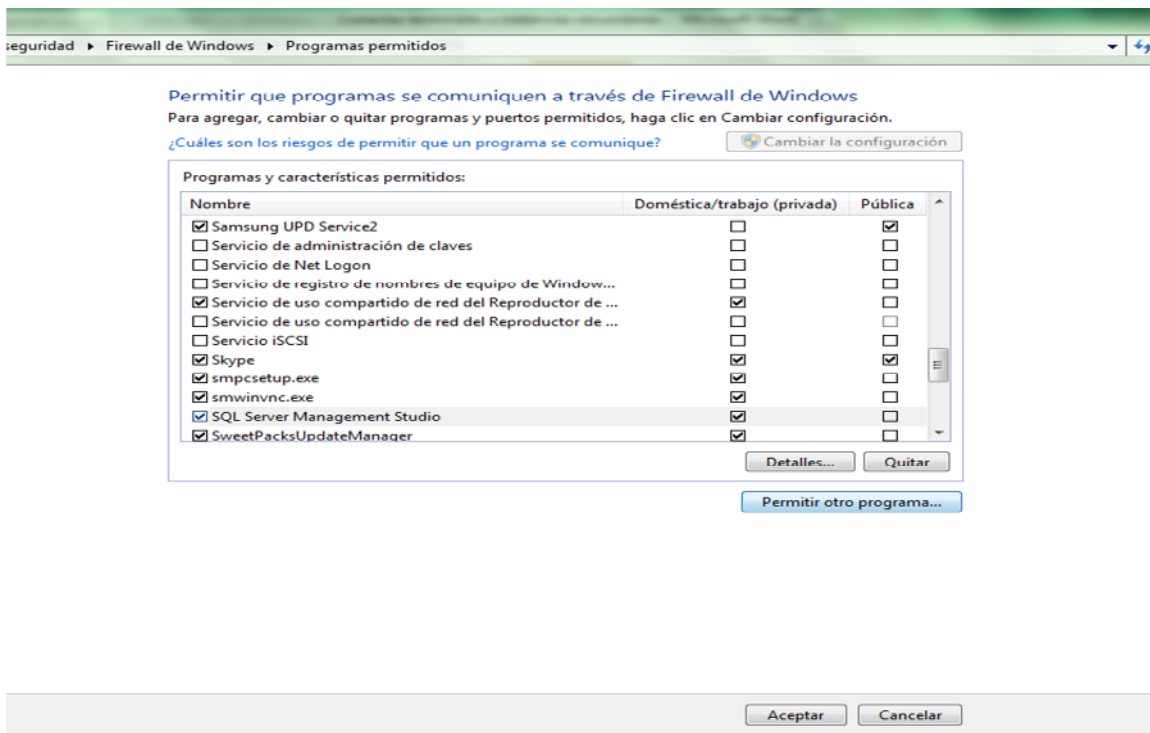 seguridad ▸ Firewall de Windows ▸ Programas permitidos
Permitir que programas se comuniquen a través de Firewall de Windows
Para agregar, cambiar o quitar programas y puertos permitidos, haga clic en Cambiar configuración.
¿Cuáles son los riesgos de permitir que un programa se comunique? Cambiar la configuración
Programas y características permitidos:
Nombre Doméstica/trabajo (privada) Pública
Samsung UPD Service2
Servicio de administración de claves
Servicio de Net Logon
Servicio de registro de nombres de equipo de Window...
Servicio de uso compartido de red del Reproductor de ...
Servicio de uso compartido de red del Reproductor de ...
Servicio iSCSI
Skype
smpcsetup.exe
smwinvnc.exe
SQL Server Management Studio
SweetPacksUpdateManager
Detalles... Quitar
Permitir otro programa...
Aceptar Cancelar